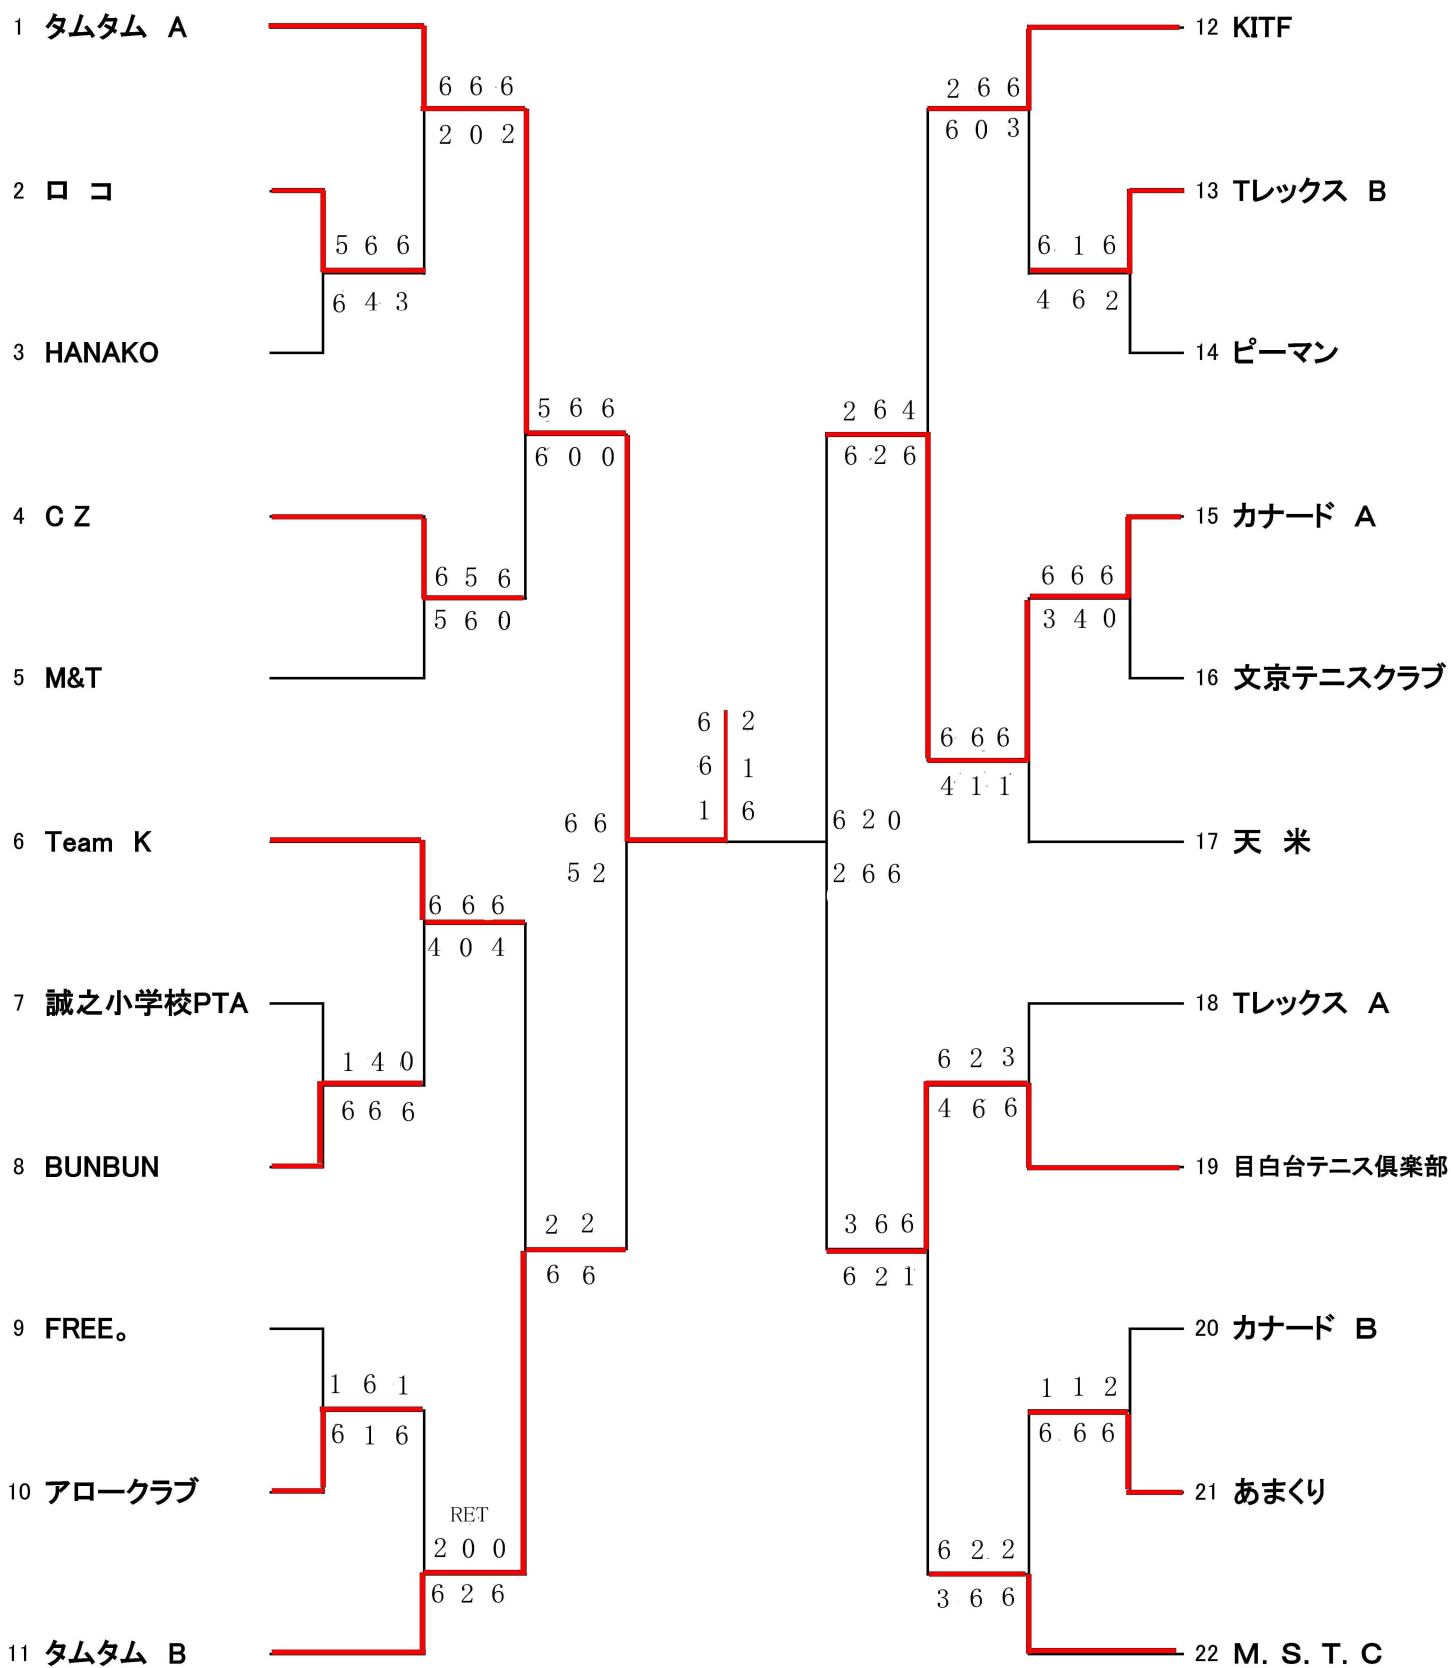 1 タムタム A
6 6 6
2 0 2
2 ロ コ
5 6 6
6 4 3
3 HANAKO
5 6 6
6 0 0
4 C Z
6 5 6
5 6 0
5 M&T
6 2
6 1
1 6
6 6
5 2
6 Team K
6 6 6
4 0 4
7 誠之小学校PTA
1 4 0
6 6 6
8 BUNBUN
2 2
6 6
9 FREE。
1 6 1
6 1 6
10 アロークラブ
RET
2 0 0
6 2 6
11 タムタム B
12 KITF
2 6 6
6 0 3
13 Tレックス B
6 1 6
4 6 2
14 ピーマン
2 6 4
6 2 6
15 カナード A
6 6 6
3 4 0
16 文京テニスクラブ
6 6 6
4 1 1
6 2 0
2 6 6
17 天 米
18 Tレックス A
6 2 3
4 6 6
19 目白台テニス倶楽部
3 6 6
6 2 1
20 カナード B
1 1 2
6 6 6
21 あまくり
6 2 2
3 6 6
22 M. S. T. C